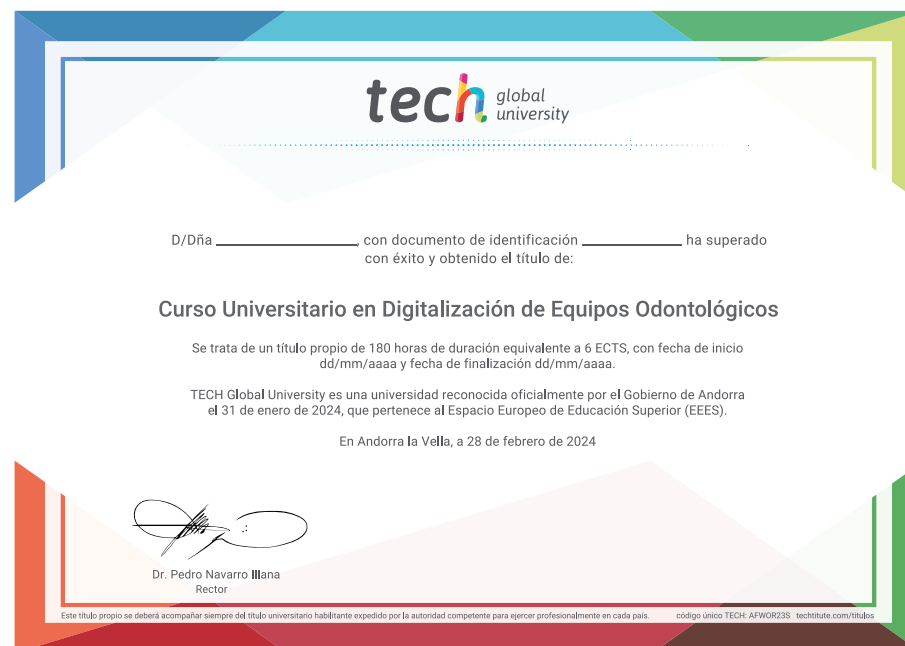 tech global university
D/Dña ______________, con documento de identificación __________ ha superado
con éxito y obtenido el título de:
Curso Universitario en Digitalización de Equipos Odontológicos
Se trata de un título propio de 180 horas de duración equivalente a 6 ECTS, con fecha de inicio
dd/mm/aaaa y fecha de finalización dd/mm/aaaa.
TECH Global University es una universidad reconocida oficialmente por el Gobierno de Andorra
el 31 de enero de 2024, que pertenece al Espacio Europeo de Educación Superior (EEES).
En Andorra la Vella, a 28 de febrero de 2024
Dr. Pedro Navarro Illana
Rector
Este título propio se deberá acompañar siempre del título universitario habilitante expedido por la autoridad competente para ejercer profesionalmente en cada país. código único TECH: AFWOR23S techtitute.com/titulos